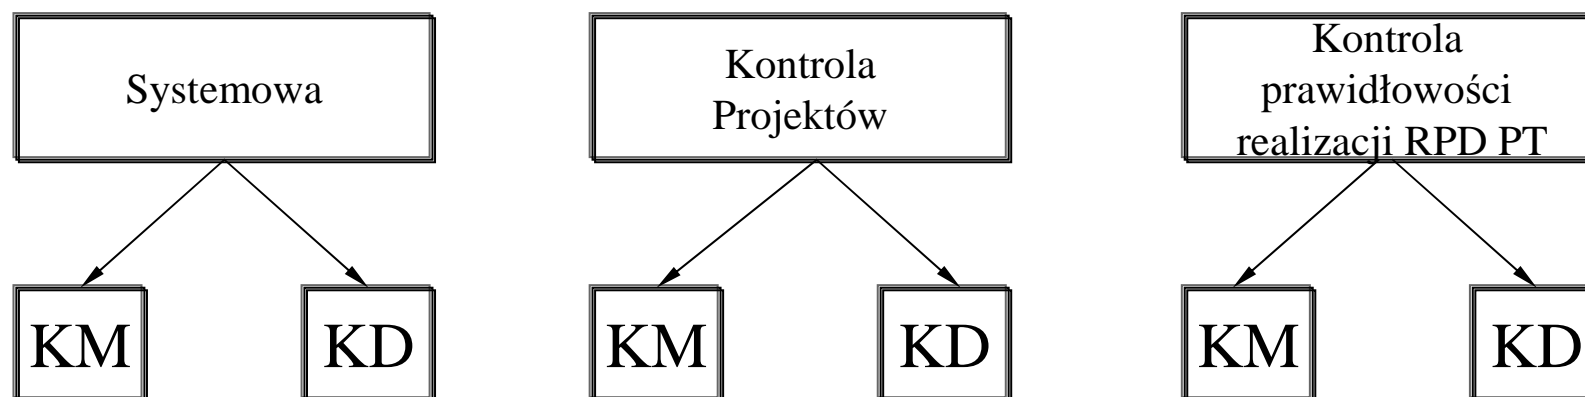 Systemowa
Kontrola
Projektów
Kontrola
prawidłowości
realizacji RPD PT
KM
KD
KM
KD
KM
KD